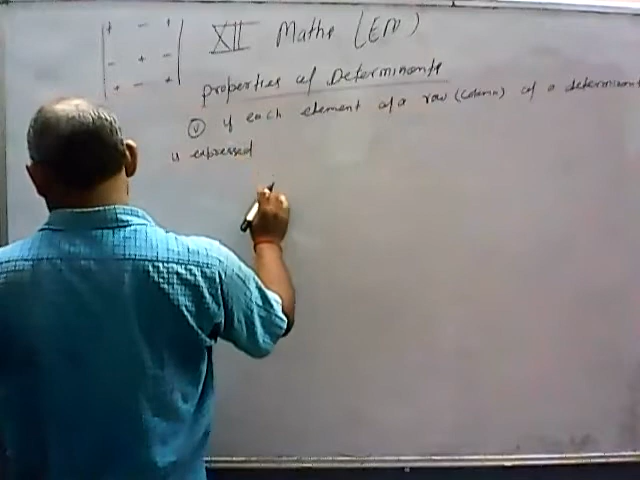 XII Maths (EM)
+ - +
- + -
+ - +
properties of Determinants
(v) if each element of a row (column) of a determinant
is expressed